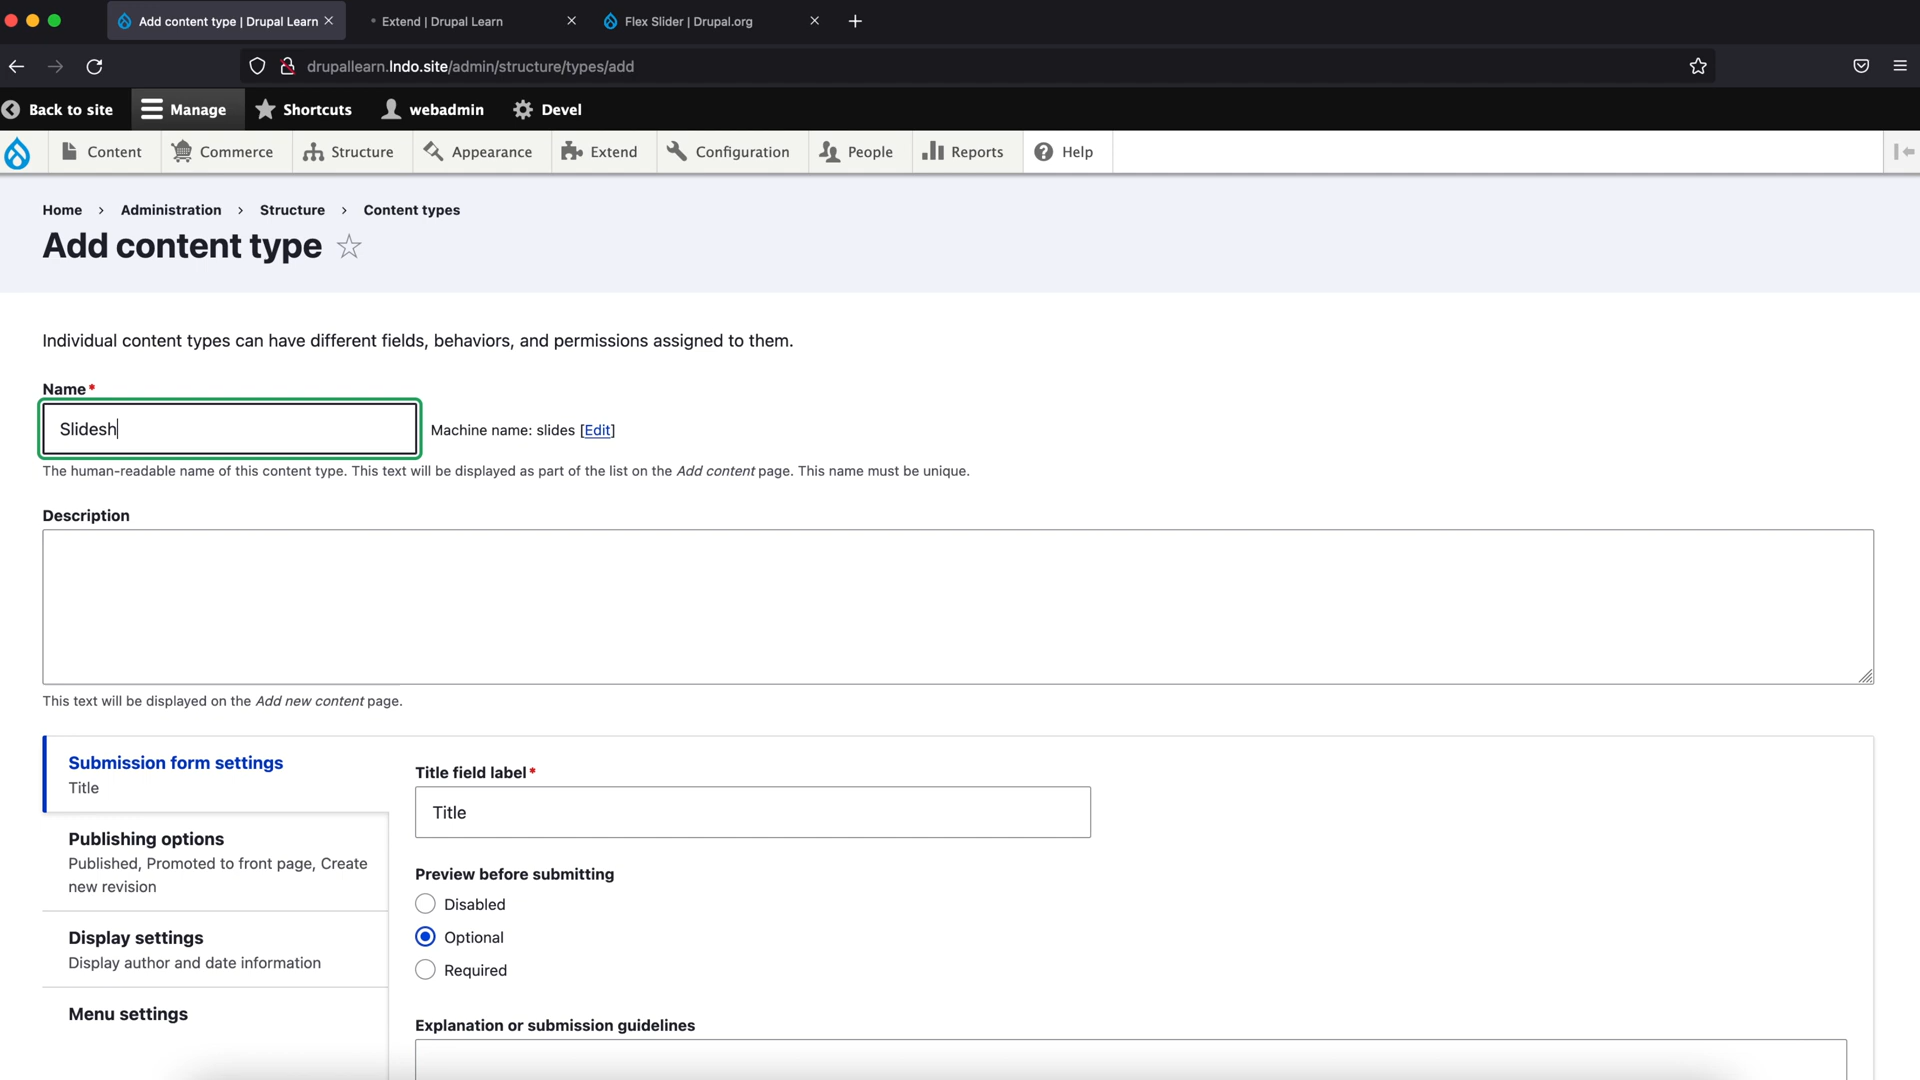 Add content type | Drupal Learn
Extend | Drupal Learn
Flex Slider | Drupal.org
drupallearn.lndo.site/admin/structure/types/add
Back to site
Manage
Shortcuts
webadmin
Devel
Content
Commerce
Structure
Appearance
Extend
Configuration
People
Reports
Help
Home › Administration › Structure › Content types
Add content type
Individual content types can have different fields, behaviors, and permissions assigned to them.
Name*
Slidesh
Machine name: slides [Edit]
The human-readable name of this content type. This text will be displayed as part of the list on the Add content page. This name must be unique.
Description
This text will be displayed on the Add new content page.
Submission form settings
Title
Publishing options
Published, Promoted to front page, Create
new revision
Display settings
Display author and date information
Menu settings
Title field label*
Title
Preview before submitting
Disabled
Optional
Required
Explanation or submission guidelines